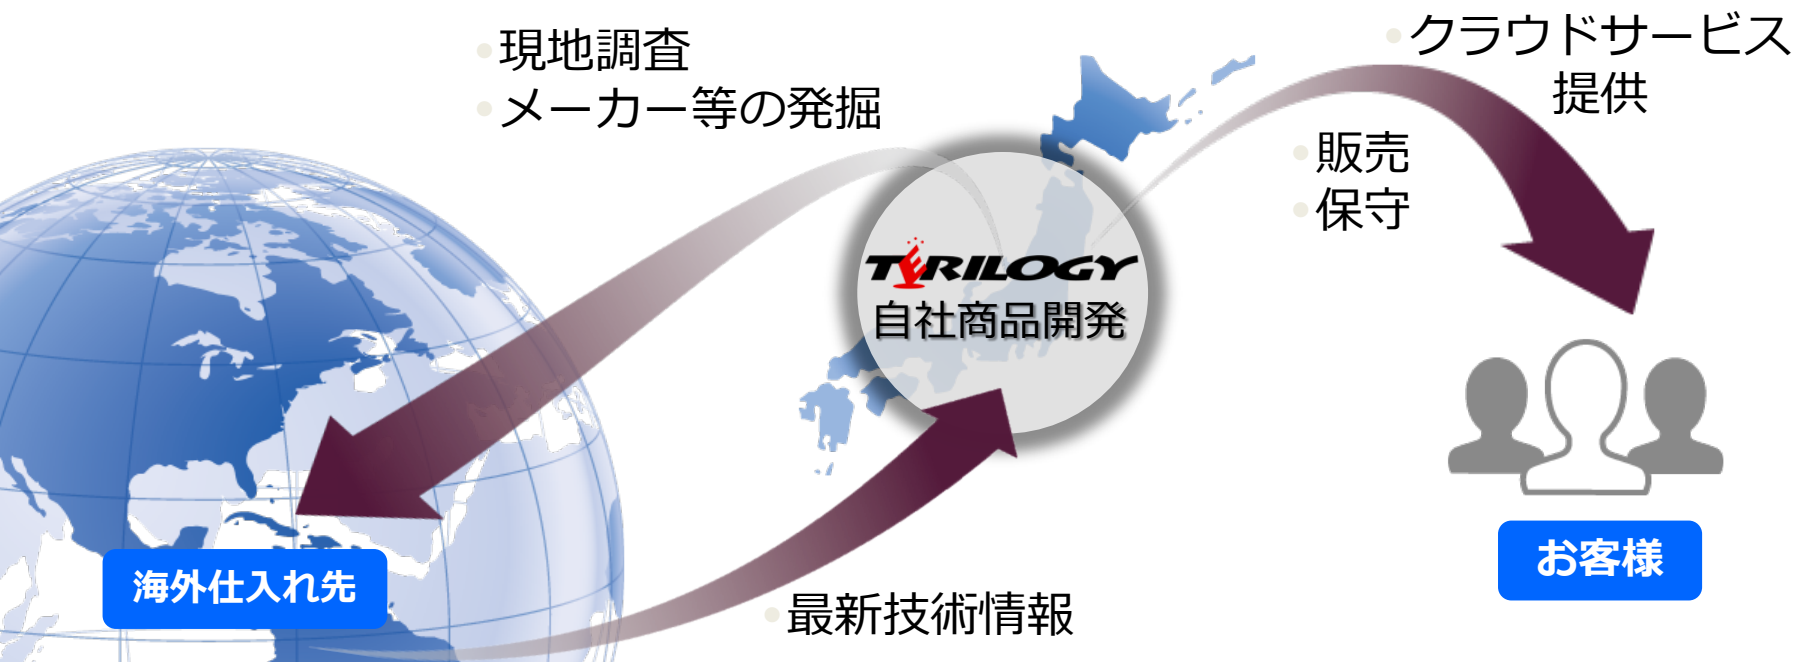 ・現地調査
・メーカー等の発掘
・クラウドサービス
提供
・販売
・保守
TERILOGY
自社商品開発
海外仕入れ先
・最新技術情報
お客様